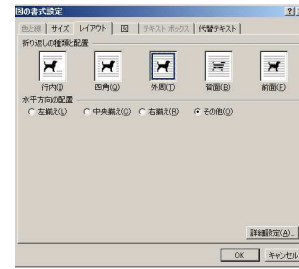 図の書式設定
色と線 サイズ レイアウト 図 テキスト ボックス 代替テキスト
折り返しの種類と配置
行内(I) 四角(Q) 外周(T) 背面(B) 前面(F)
水平方向の配置
左揃え(L) 中央揃え(C) 右揃え(R) その他(O)
詳細設定(A)...
OK キャンセル